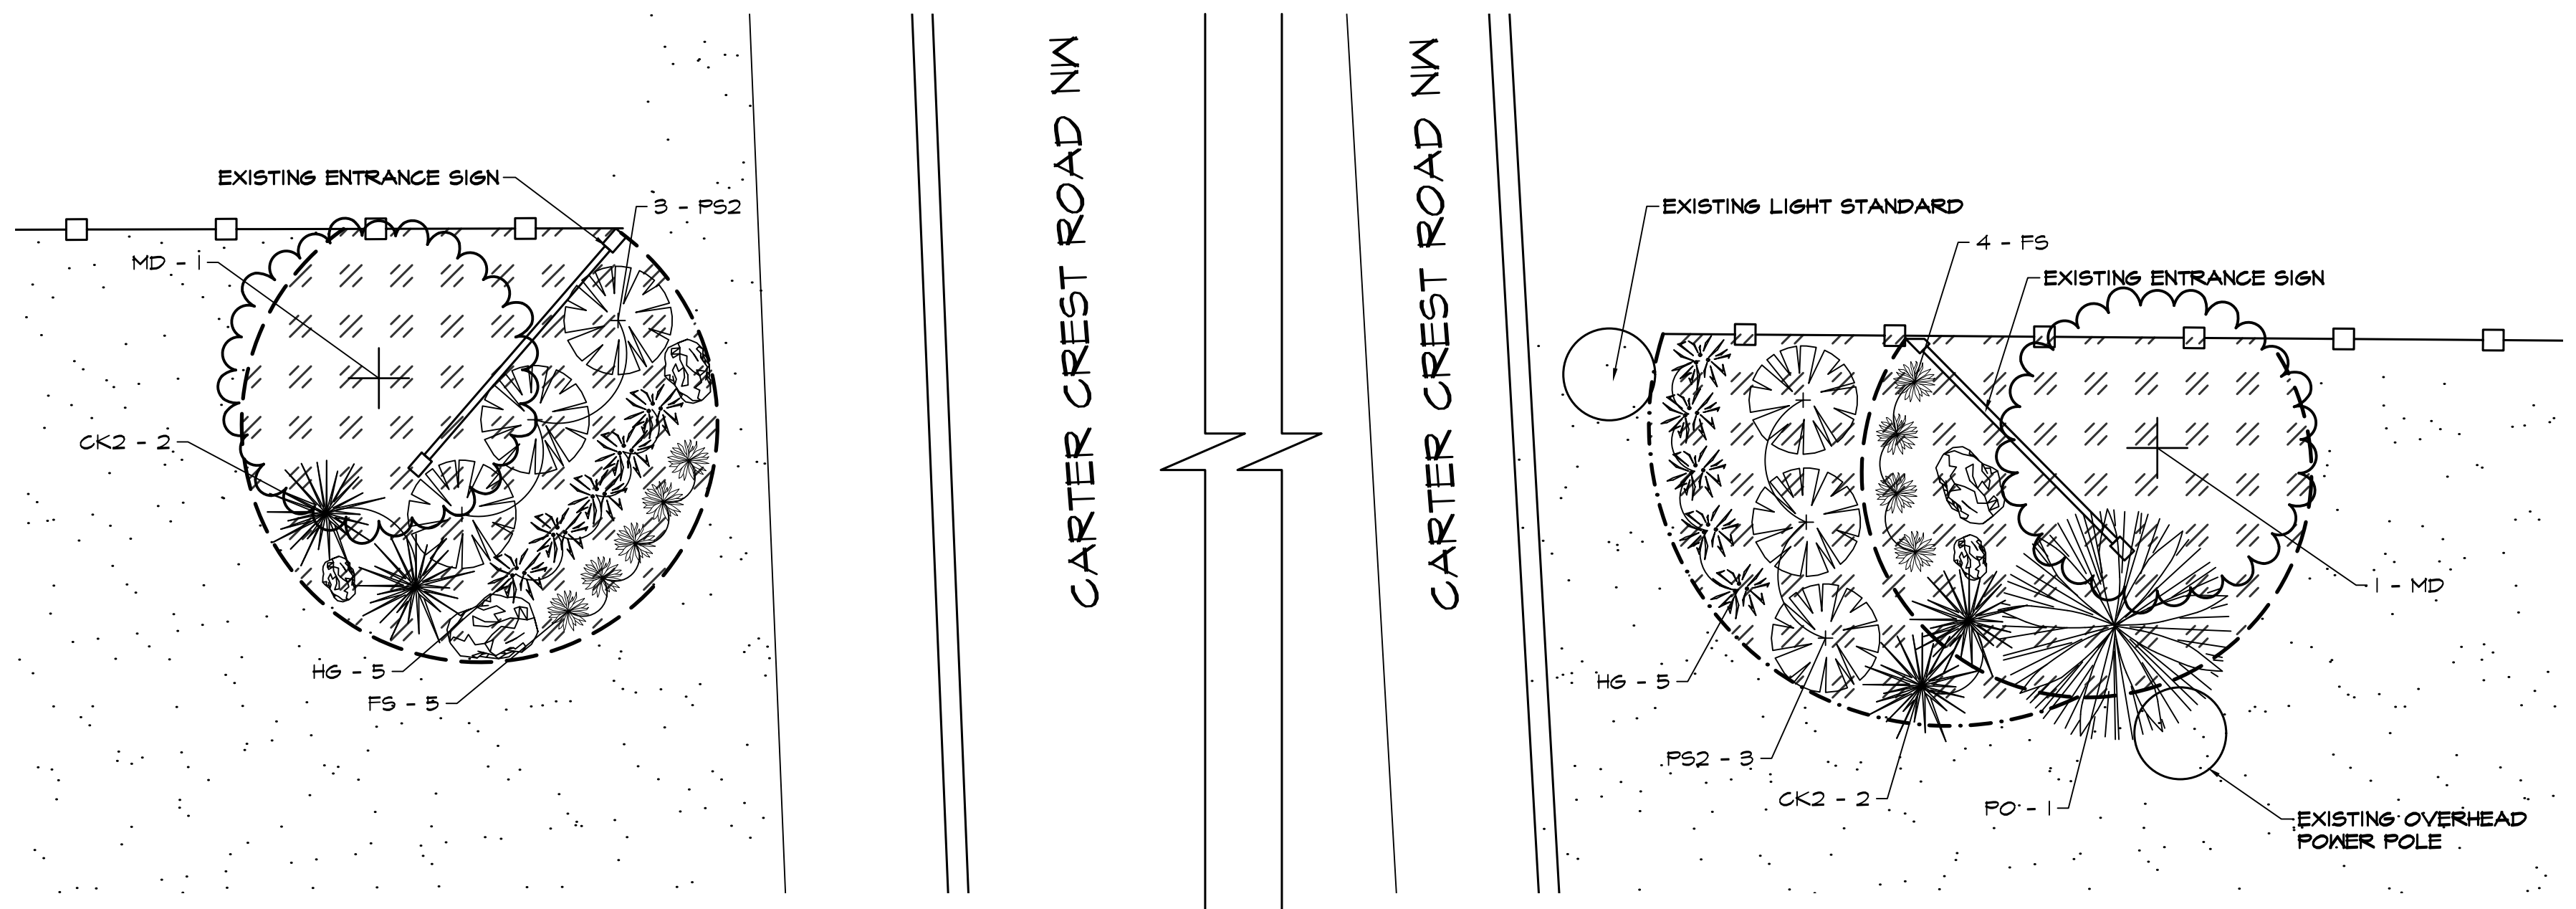 EXISTING ENTRANCE SIGN
3 - PS2
MD - 1
CK2 - 2
HG - 5
FS - 5
CARTER CREST ROAD NW
CARTER CREST ROAD NW
EXISTING LIGHT STANDARD
4 - FS
EXISTING ENTRANCE SIGN
1 - MD
HG - 5
PS2 - 3
CK2 - 2
PO - 1
EXISTING OVERHEAD
POWER POLE